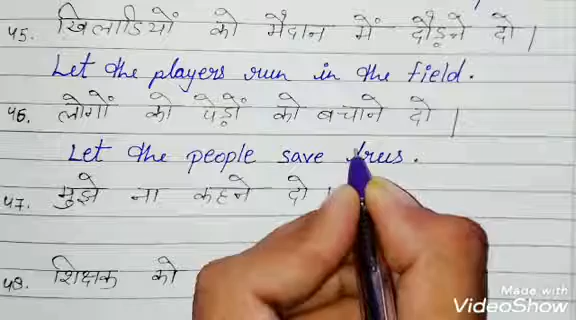 45. खिलाडियों को मैदान में दौड़ने दो।
Let the players run in the field.
46. लोगों को पेड़ों को बचाने दो।
Let the people save trees.
47. मुझे ना कहने दो।
48. शिक्षक को
Made with
VideoShow